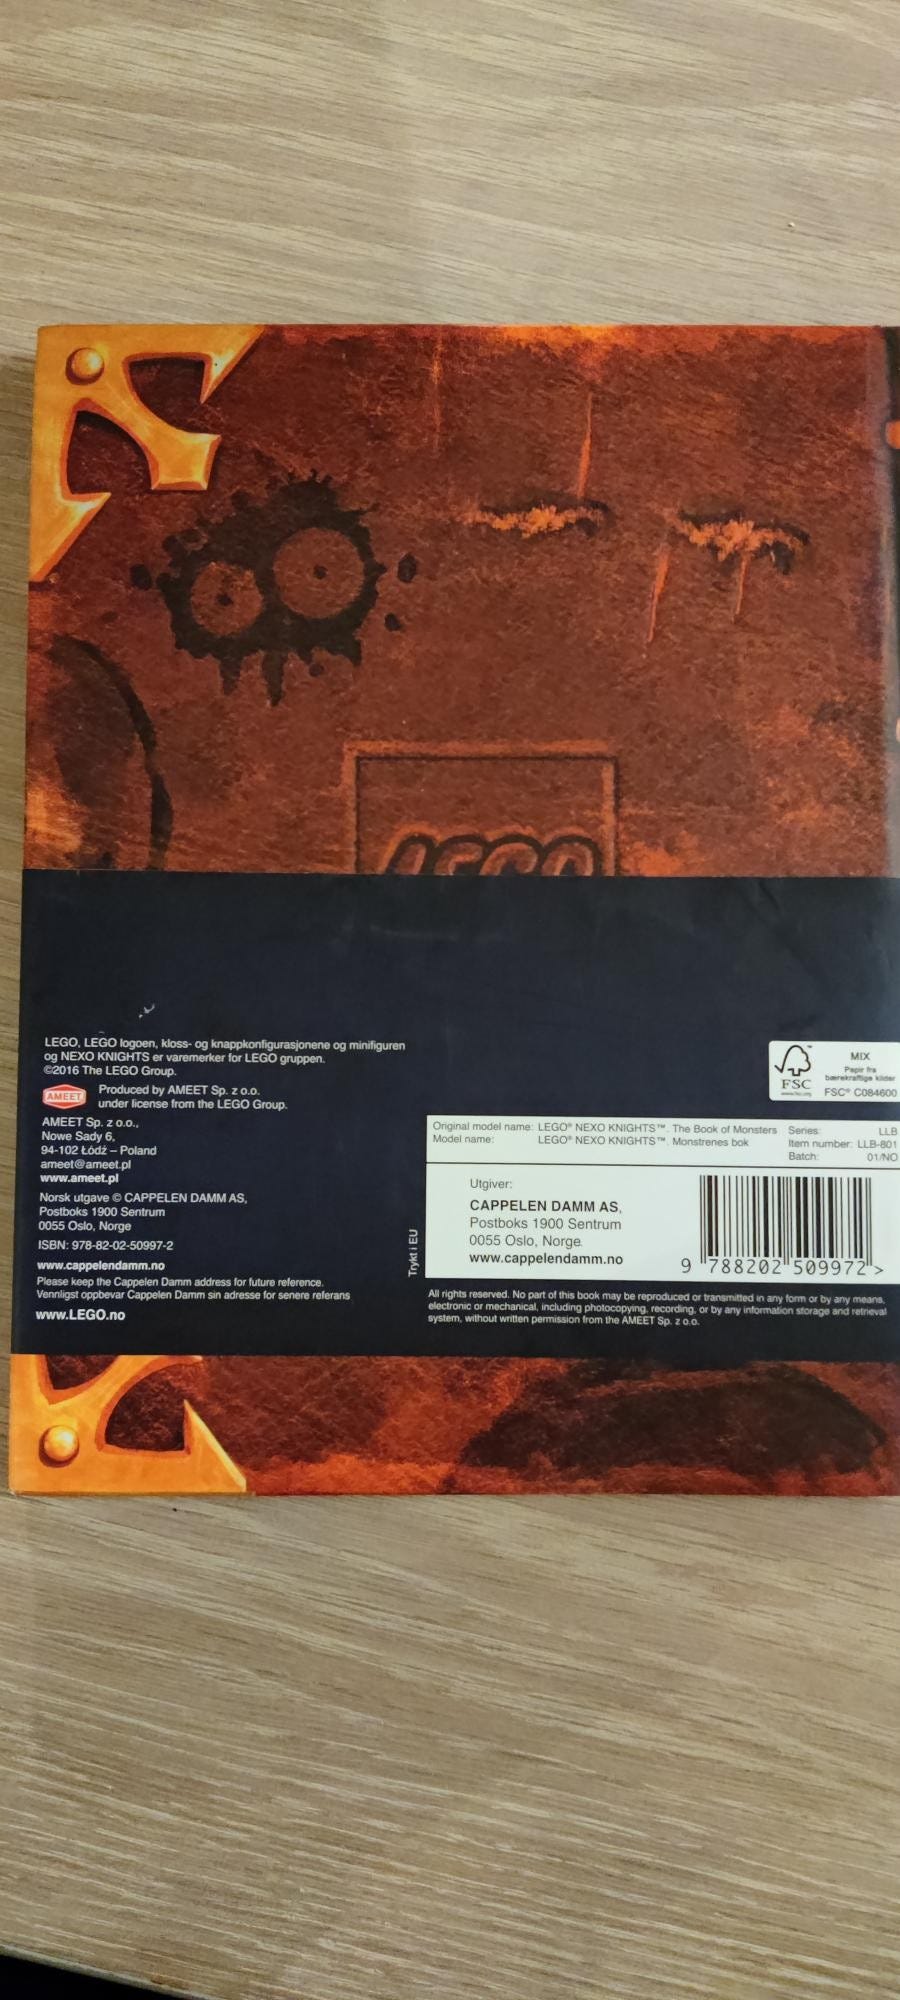 LEGO
LEGO, LEGO logoen, kloss- og knappkonfigurasjonene og minifiguren
og NEXO KNIGHTS er varemerker for LEGO gruppen.
©2016 The LEGO Group.
AMEET
Produced by AMEET Sp. z o.o.
under license from the LEGO Group.
AMEET Sp. z o.o.,
Nowe Sady 6,
94-102 Łódź – Poland
ameet@ameet.pl
www.ameet.pl
Norsk utgave © CAPPELEN DAMM AS,
Postboks 1900 Sentrum
0055 Oslo, Norge
ISBN: 978-82-02-50997-2
www.cappelendamm.no
Please keep the Cappelen Damm address for future reference.
Vennligst oppbevar Cappelen Damm sin adresse for senere referans
www.LEGO.no
Trykt i EU
FSC
www.fsc.org
MIX
Papir fra
bærekraftige kilder
FSC® C084600
Original model name: LEGO® NEXO KNIGHTS™. The Book of Monsters
Model name: LEGO® NEXO KNIGHTS™. Monstrenes bok
Series: LLB
Item number: LLB-801
Batch: 01/NO
Utgiver:
CAPPELEN DAMM AS,
Postboks 1900 Sentrum
0055 Oslo, Norge
www.cappelendamm.no
9 788202 509972 >
All rights reserved. No part of this book may be reproduced or transmitted in any form or by any means,
electronic or mechanical, including photocopying, recording, or by any information storage and retrieval
system, without written permission from the AMEET Sp. z o.o.